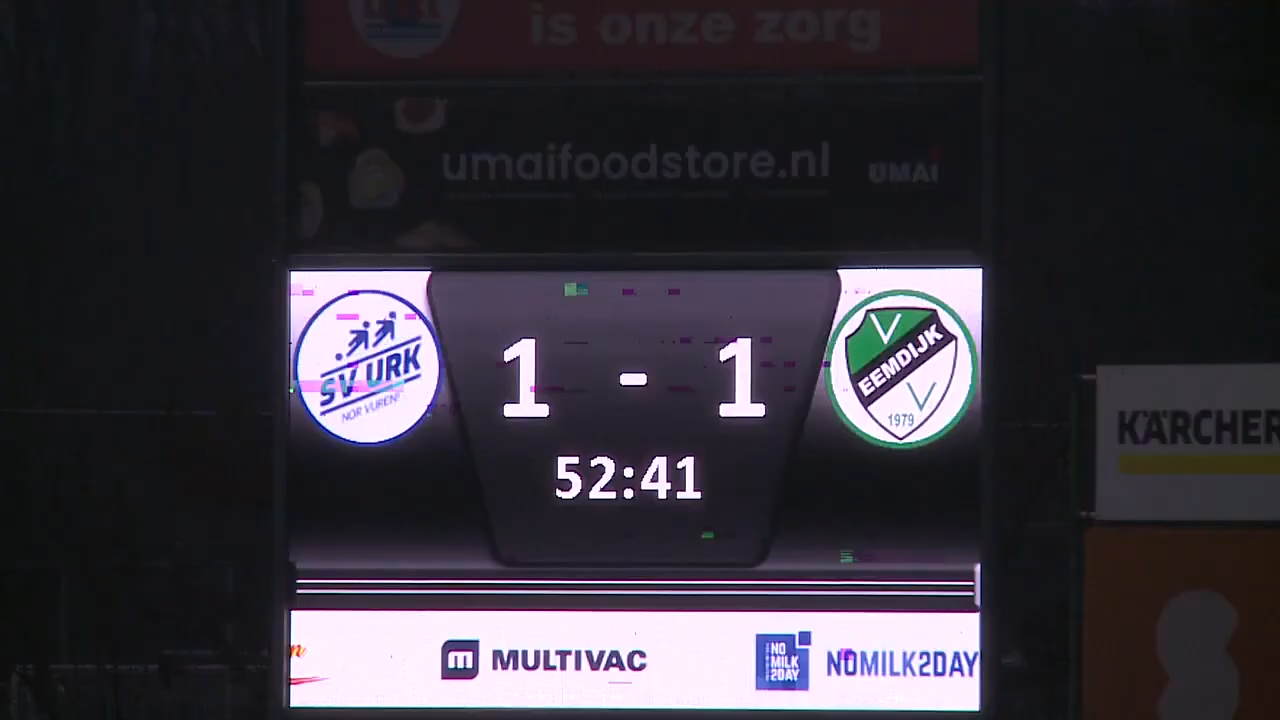 is onze zorg
umaifoodstore.nl
UMAI
SV URK
NOR VUREN!
1 - 1
EEMDIJK
1979
52:41
KÄRCHER
m MULTIVAC
NO
MILK
2DAY
NOMILK2DAY